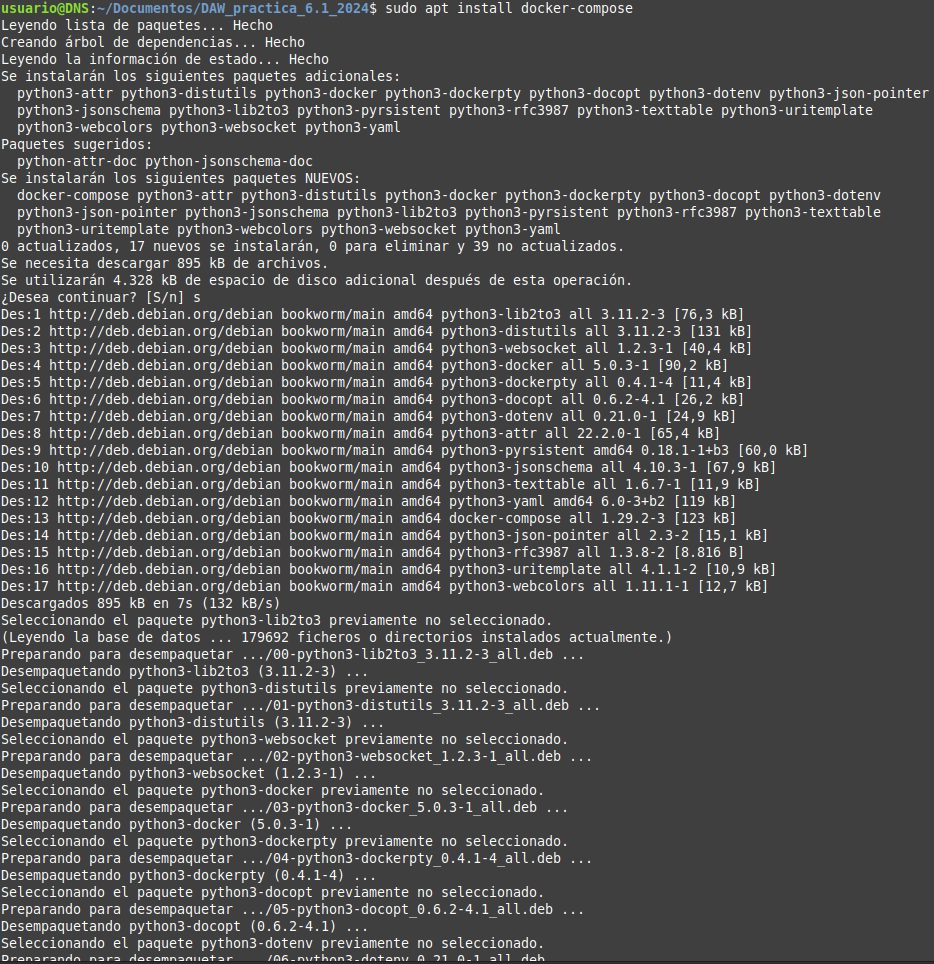 usuario@DNS:~/Documentos/DAW_practica_6.1_2024$ sudo apt install docker-compose
Leyendo lista de paquetes... Hecho
Creando árbol de dependencias... Hecho
Leyendo la información de estado... Hecho
Se instalarán los siguientes paquetes adicionales:
  python3-attr python3-distutils python3-docker python3-dockerpty python3-docopt python3-dotenv python3-json-pointer
  python3-jsonschema python3-lib2to3 python3-pyrsistent python3-rfc3987 python3-texttable python3-uritemplate
  python3-webcolors python3-websocket python3-yaml
Paquetes sugeridos:
  python-attr-doc python-jsonschema-doc
Se instalarán los siguientes paquetes NUEVOS:
  docker-compose python3-attr python3-distutils python3-docker python3-dockerpty python3-docopt python3-dotenv
  python3-json-pointer python3-jsonschema python3-lib2to3 python3-pyrsistent python3-rfc3987 python3-texttable
  python3-uritemplate python3-webcolors python3-websocket python3-yaml
0 actualizados, 17 nuevos se instalarán, 0 para eliminar y 39 no actualizados.
Se necesita descargar 895 kB de archivos.
Se utilizarán 4.328 kB de espacio de disco adicional después de esta operación.
¿Desea continuar? [S/n] s
Des:1 http://deb.debian.org/debian bookworm/main amd64 python3-lib2to3 all 3.11.2-3 [76,3 kB]
Des:2 http://deb.debian.org/debian bookworm/main amd64 python3-distutils all 3.11.2-3 [131 kB]
Des:3 http://deb.debian.org/debian bookworm/main amd64 python3-websocket all 1.2.3-1 [40,4 kB]
Des:4 http://deb.debian.org/debian bookworm/main amd64 python3-docker all 5.0.3-1 [90,2 kB]
Des:5 http://deb.debian.org/debian bookworm/main amd64 python3-dockerpty all 0.4.1-4 [11,4 kB]
Des:6 http://deb.debian.org/debian bookworm/main amd64 python3-docopt all 0.6.2-4.1 [26,2 kB]
Des:7 http://deb.debian.org/debian bookworm/main amd64 python3-dotenv all 0.21.0-1 [24,9 kB]
Des:8 http://deb.debian.org/debian bookworm/main amd64 python3-attr all 22.2.0-1 [65,4 kB]
Des:9 http://deb.debian.org/debian bookworm/main amd64 python3-pyrsistent amd64 0.18.1-1+b3 [60,0 kB]
Des:10 http://deb.debian.org/debian bookworm/main amd64 python3-jsonschema all 4.10.3-1 [67,9 kB]
Des:11 http://deb.debian.org/debian bookworm/main amd64 python3-texttable all 1.6.7-1 [11,9 kB]
Des:12 http://deb.debian.org/debian bookworm/main amd64 python3-yaml amd64 6.0-3+b2 [119 kB]
Des:13 http://deb.debian.org/debian bookworm/main amd64 docker-compose all 1.29.2-3 [123 kB]
Des:14 http://deb.debian.org/debian bookworm/main amd64 python3-json-pointer all 2.3-2 [15,1 kB]
Des:15 http://deb.debian.org/debian bookworm/main amd64 python3-rfc3987 all 1.3.8-2 [8.816 B]
Des:16 http://deb.debian.org/debian bookworm/main amd64 python3-uritemplate all 4.1.1-2 [10,9 kB]
Des:17 http://deb.debian.org/debian bookworm/main amd64 python3-webcolors all 1.11.1-1 [12,7 kB]
Descargados 895 kB en 7s (132 kB/s)
Seleccionando el paquete python3-lib2to3 previamente no seleccionado.
(Leyendo la base de datos ... 179692 ficheros o directorios instalados actualmente.)
Preparando para desempaquetar .../00-python3-lib2to3_3.11.2-3_all.deb ...
Desempaquetando python3-lib2to3 (3.11.2-3) ...
Seleccionando el paquete python3-distutils previamente no seleccionado.
Preparando para desempaquetar .../01-python3-distutils_3.11.2-3_all.deb ...
Desempaquetando python3-distutils (3.11.2-3) ...
Seleccionando el paquete python3-websocket previamente no seleccionado.
Preparando para desempaquetar .../02-python3-websocket_1.2.3-1_all.deb ...
Desempaquetando python3-websocket (1.2.3-1) ...
Seleccionando el paquete python3-docker previamente no seleccionado.
Preparando para desempaquetar .../03-python3-docker_5.0.3-1_all.deb ...
Desempaquetando python3-docker (5.0.3-1) ...
Seleccionando el paquete python3-dockerpty previamente no seleccionado.
Preparando para desempaquetar .../04-python3-dockerpty_0.4.1-4_all.deb ...
Desempaquetando python3-dockerpty (0.4.1-4) ...
Seleccionando el paquete python3-docopt previamente no seleccionado.
Preparando para desempaquetar .../05-python3-docopt_0.6.2-4.1_all.deb ...
Desempaquetando python3-docopt (0.6.2-4.1) ...
Seleccionando el paquete python3-dotenv previamente no seleccionado.
Preparando para desempaquetar .../06-python3-dotenv_0.21.0-1_all.deb ...